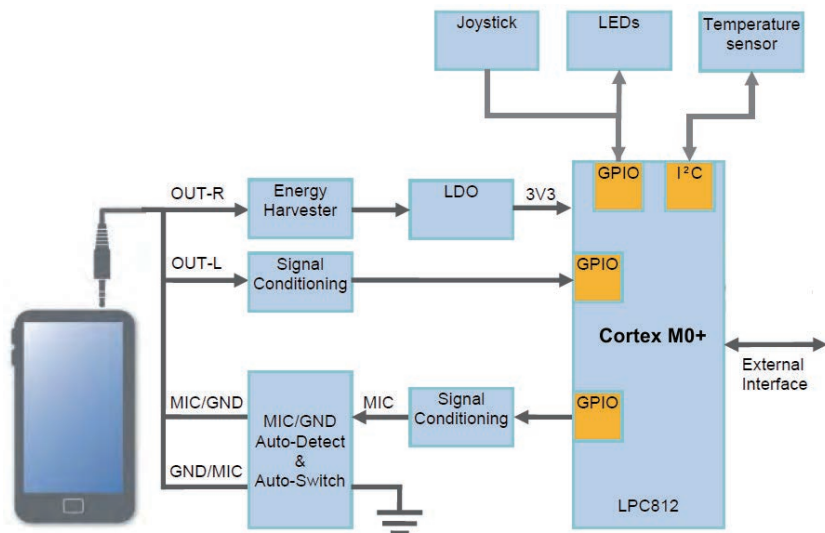 Joystick
LEDs
Temperature
sensor
GPIO
I²C
OUT-R
Energy
Harvester
LDO
3V3
OUT-L
Signal
Conditioning
GPIO
Cortex M0+
External
Interface
MIC/GND
MIC/GND
Auto-Detect
&
Auto-Switch
MIC
Signal
Conditioning
GPIO
GND/MIC
LPC812